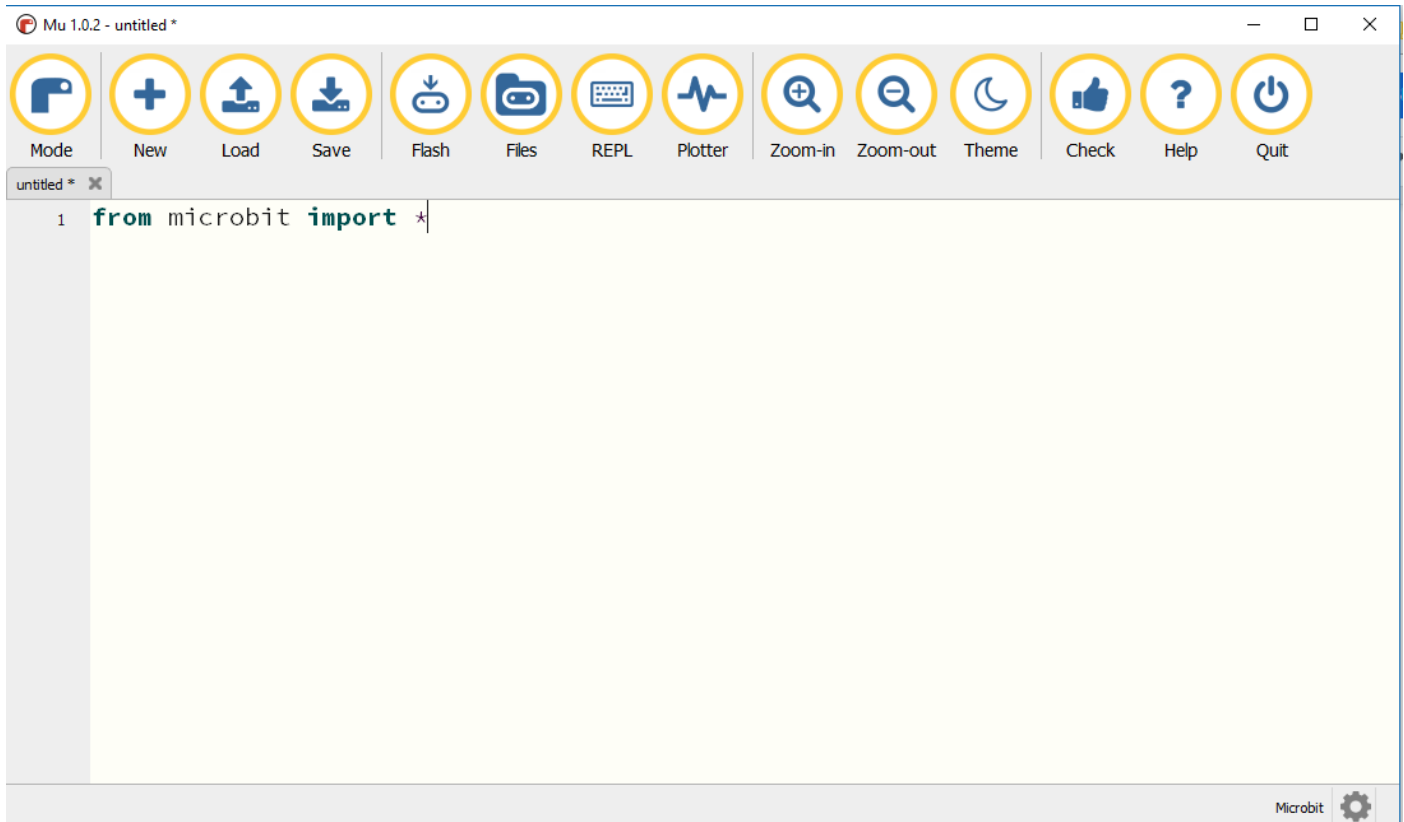 Mu 1.0.2 - untitled *
Mode New Load Save Flash Files REPL Plotter Zoom-in Zoom-out Theme Check Help Quit
untitled *
1 from microbit import *
Microbit